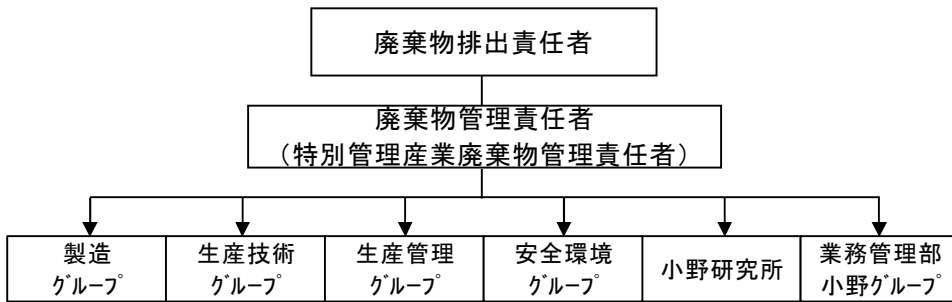 廃棄物排出責任者
廃棄物管理責任者
（特別管理産業廃棄物管理責任者）
製造
ｸﾞﾙｰﾌﾟ
生産技術
ｸﾞﾙｰﾌﾟ
生産管理
ｸﾞﾙｰﾌﾟ
安全環境
ｸﾞﾙｰﾌﾟ
小野研究所
業務管理部
小野ｸﾞﾙｰﾌﾟ